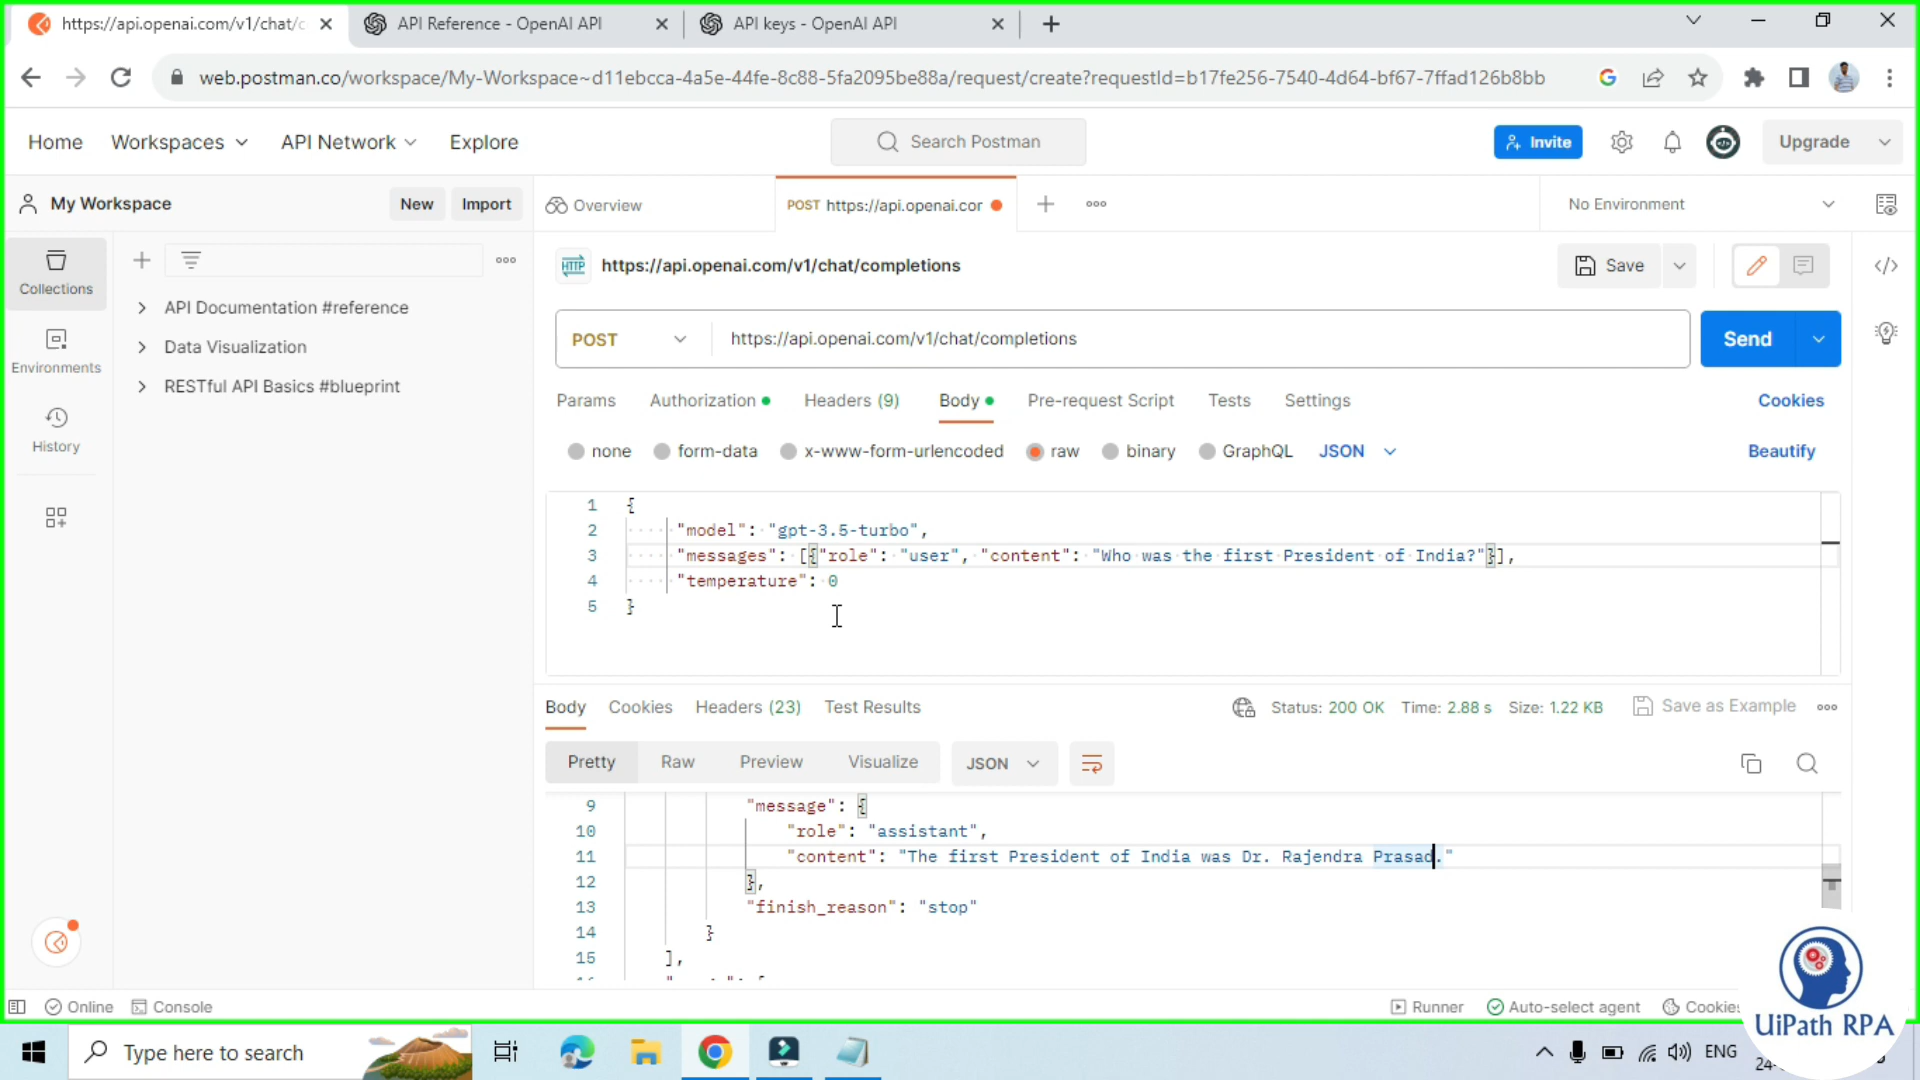 https://api.openai.com/v1/chat/c
API Reference - OpenAI API
API keys - OpenAI API
web.postman.co/workspace/My-Workspace~d11ebcca-4a5e-44fe-8c88-5fa2095be88a/request/create?requestId=b17fe256-7540-4d64-bf67-7ffad126b8bb
Home Workspaces API Network Explore Search Postman Invite Upgrade
My Workspace New Import Overview POST https://api.openai.cor No Environment
Collections
Environments
History
API Documentation #reference
Data Visualization
RESTful API Basics #blueprint
HTTP https://api.openai.com/v1/chat/completions Save
POST https://api.openai.com/v1/chat/completions Send
Params Authorization Headers (9) Body Pre-request Script Tests Settings Cookies
none form-data x-www-form-urlencoded raw binary GraphQL JSON Beautify
1 {
2 "model": "gpt-3.5-turbo",
3 "messages": [{"role": "user", "content": "Who was the first President of India?"}],
4 "temperature": 0
5 }
Body Cookies Headers (23) Test Results Status: 200 OK Time: 2.88 s Size: 1.22 KB Save as Example
Pretty Raw Preview Visualize JSON
9 "message": {
10 "role": "assistant",
11 "content": "The first President of India was Dr. Rajendra Prasad."
12 },
13 "finish_reason": "stop"
14 }
15 ],
Online Console Runner Auto-select agent Cookies
UiPath RPA
Type here to search ENG
24-